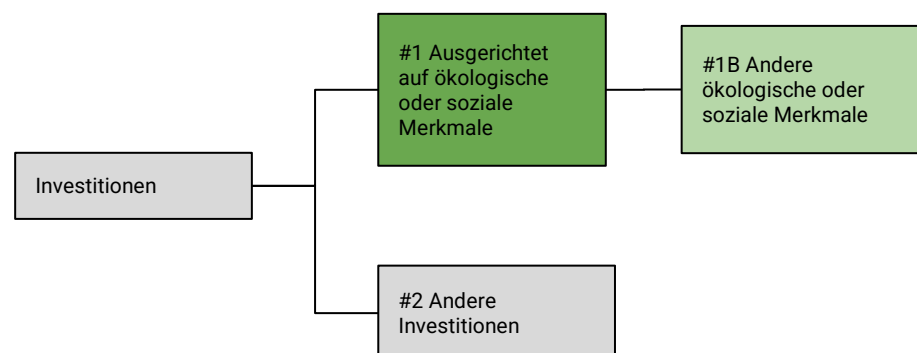 Investitionen
#1 Ausgerichtet
auf ökologische
oder soziale
Merkmale
#1B Andere
ökologische oder
soziale Merkmale
#2 Andere
Investitionen